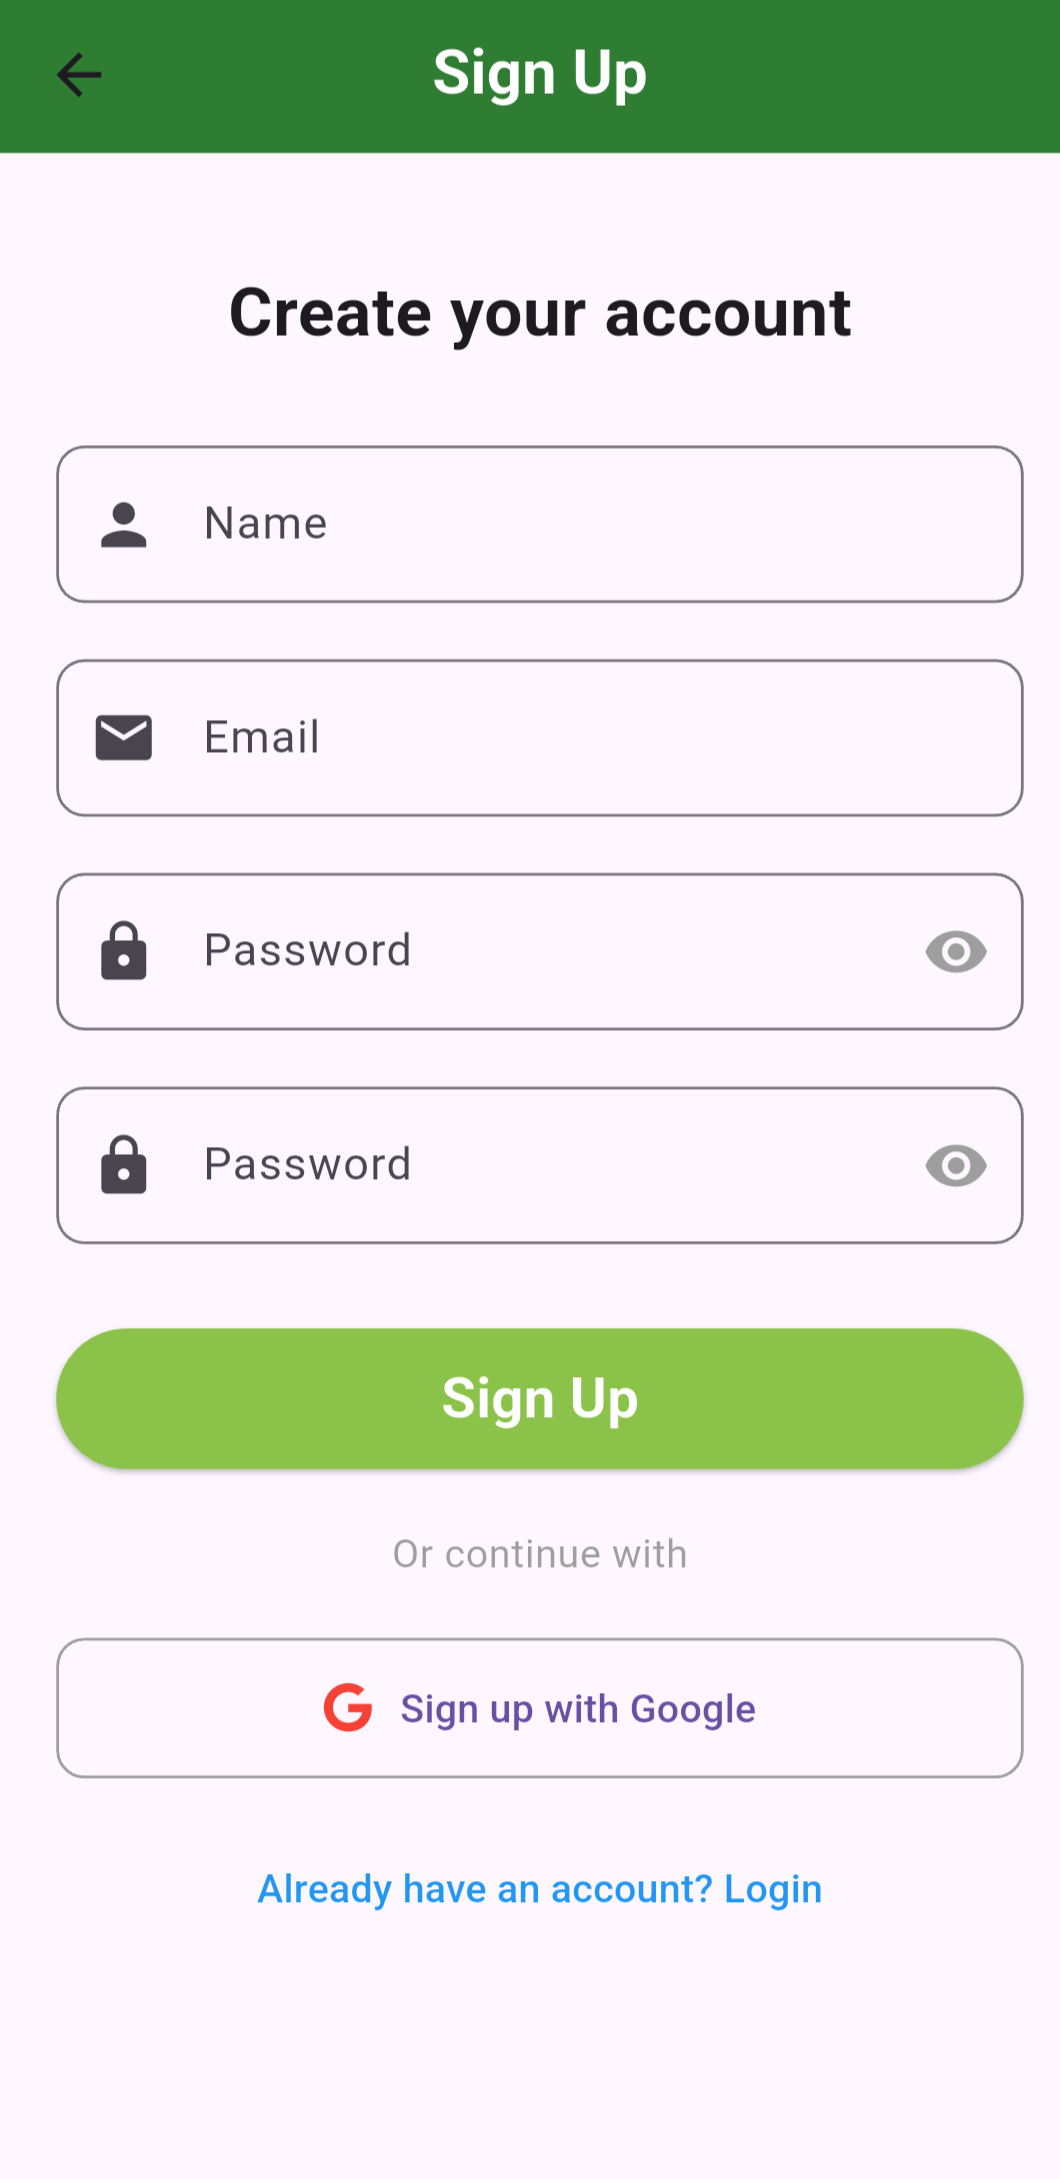 Sign Up
Create your account
Name
Email
Password
Password
Sign Up
Or continue with
Sign up with Google
Already have an account? Login